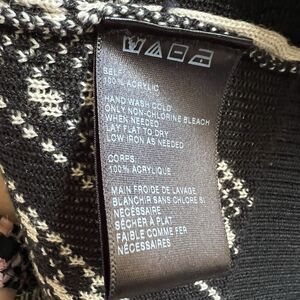 SELF:
100% ACRYLIC
HAND WASH COLD
ONLY NON-CHLORINE BLEACH
WHEN NEEDED
LAY FLAT TO DRY
LOW IRON AS NEEDED
CORPS:
100% ACRYLIQUE
MAIN FROIDE DE LAVAGE
BLANCHIR SANS CHLORE SI
NÉCESSAIRE
SÉCHER À PLAT
FAIBLE COMME FER
NÉCESSAIRES